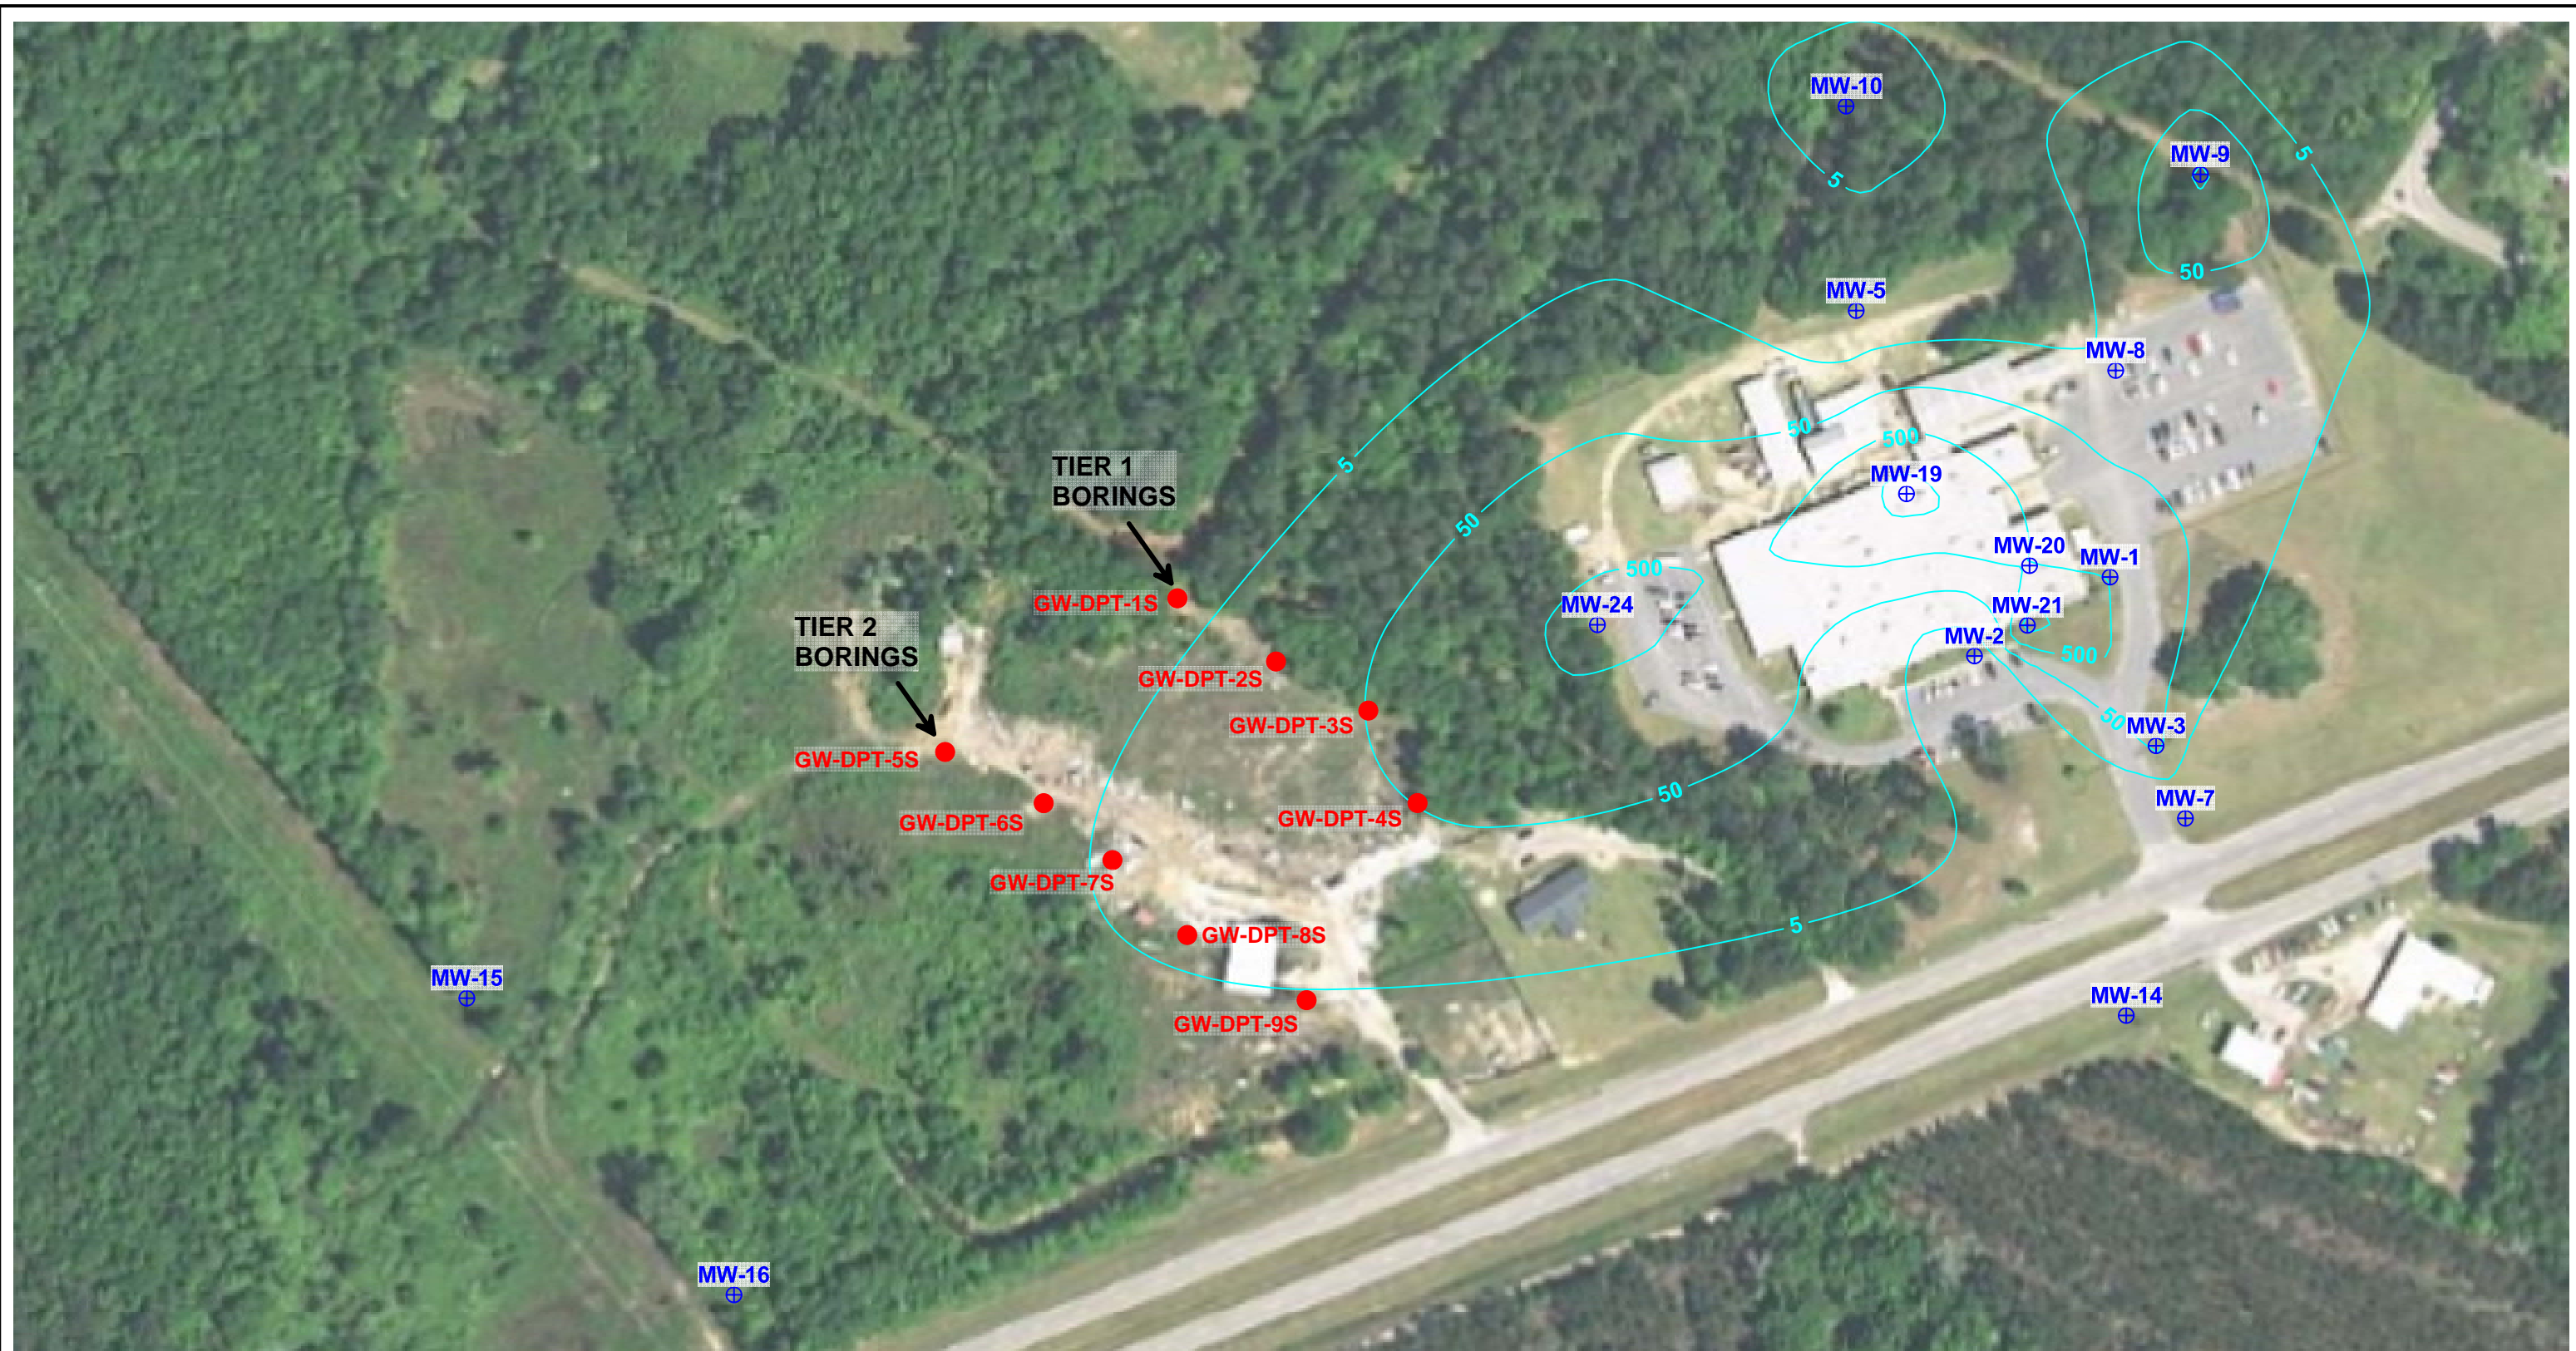 MW-10
MW-9
5
5
50
MW-5
MW-8
50
500
TIER 1
BORINGS
5
MW-19
50
MW-20
MW-1
500
GW-DPT-1S
MW-24
MW-21
TIER 2
BORINGS
MW-2
500
GW-DPT-2S
GW-DPT-3S
50
MW-3
GW-DPT-5S
50
MW-7
GW-DPT-6S
GW-DPT-4S
GW-DPT-7S
5
GW-DPT-8S
MW-15
MW-14
GW-DPT-9S
MW-16